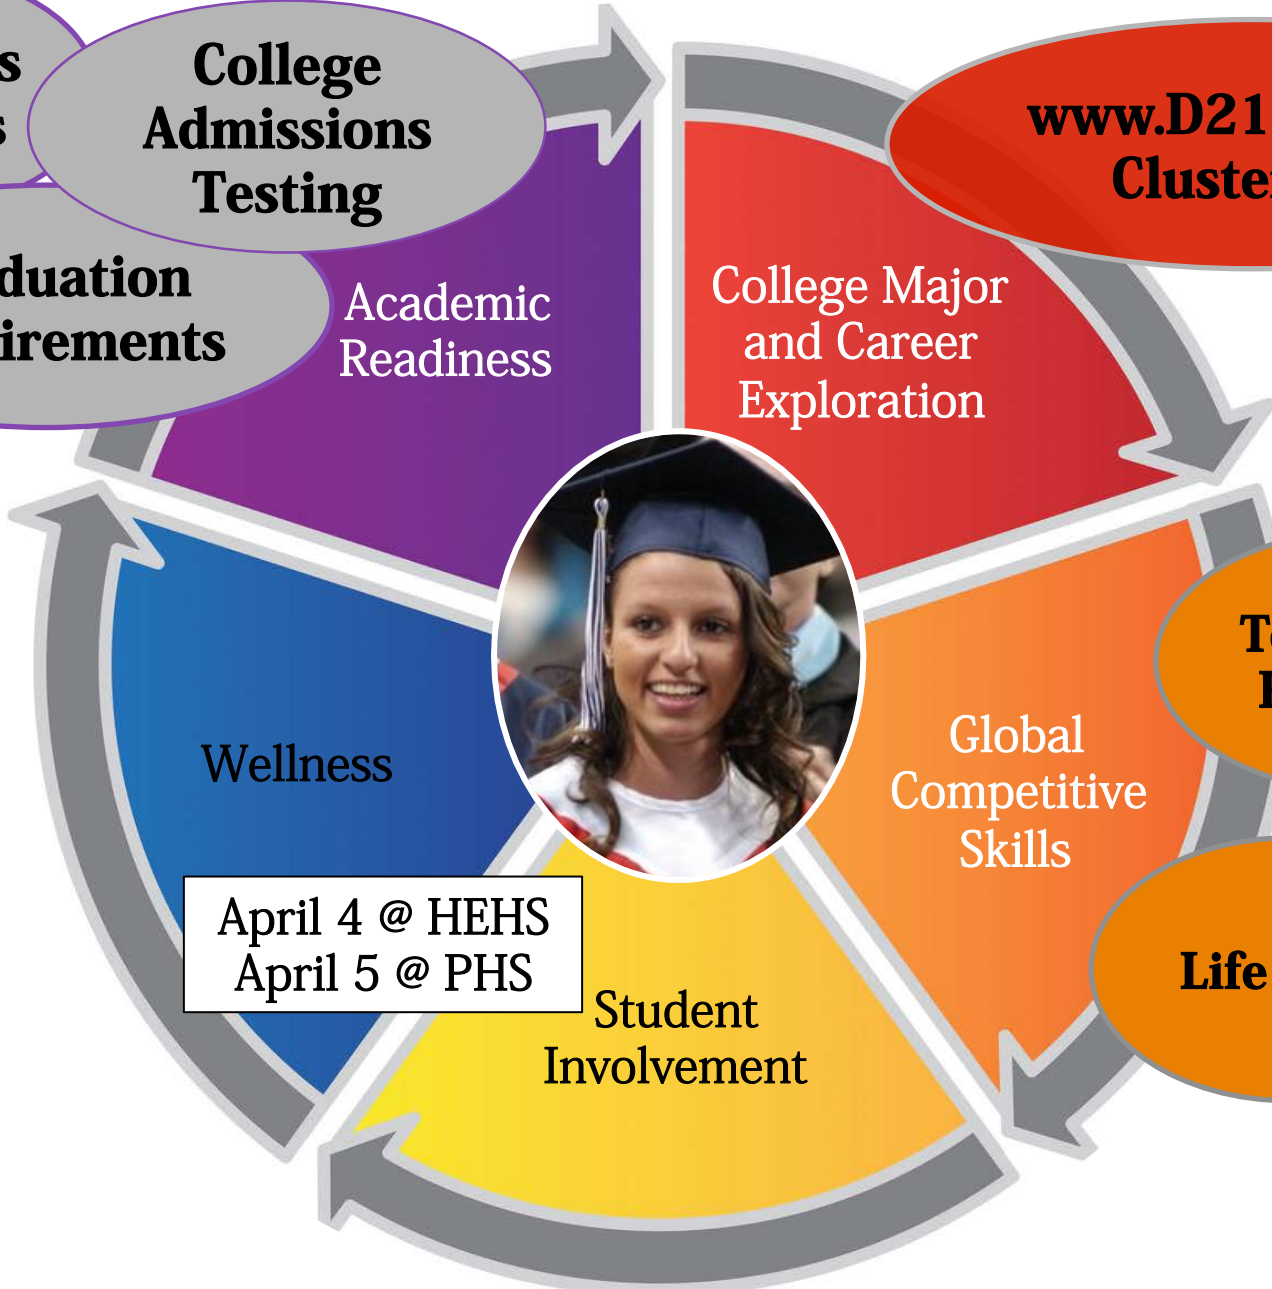 College
Admissions
Testing
www.D21
Academic
Readiness
College Major
and Career
Exploration
Wellness
Global
Competitive
Skills
Life
April 4 @ HEHS
April 5 @ PHS
Student
Involvement